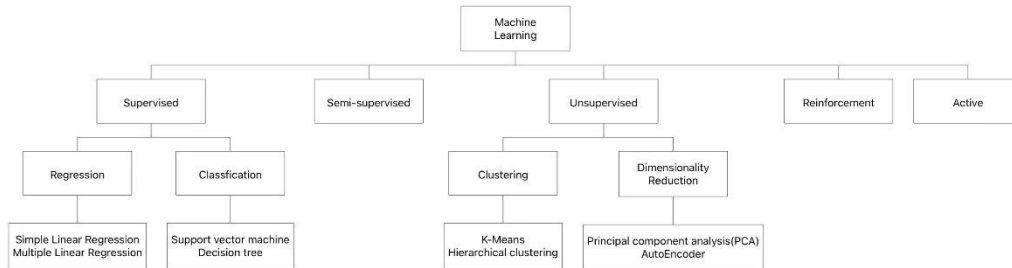 Machine
Learning
Supervised
Semi-supervised
Unsupervised
Reinforcement
Active
Regression
Classfication
Clustering
Dimensionality
Reduction
Simple Linear Regression
Multiple Linear Regression
Support vector machine
Decision tree
K-Means
Hierarchical clustering
Principal component analysis(PCA)
AutoEncoder